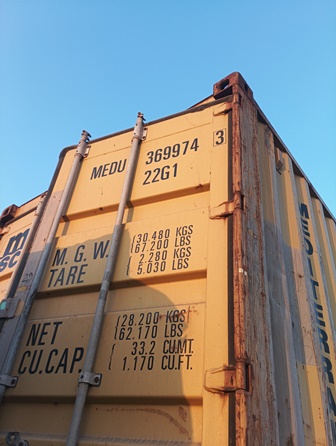 MEDU 369974 3
22G1
M. G. W. 30.480 KGS
67.200 LBS
TARE 2.280 KGS
5.030 LBS
NET 28.200 KGS
62.170 LBS
CU.CAP. 33.2 CU.MT.
1.170 CU.FT.